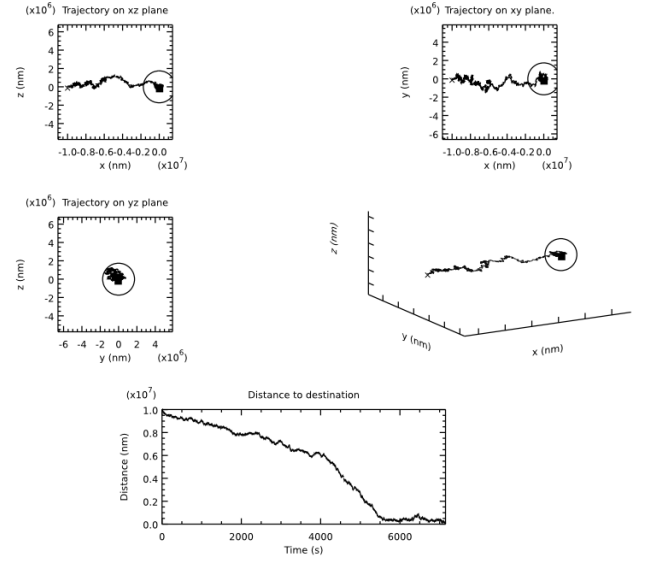 (x10⁶) Trajectory on xz plane
6
4
2
0
-2
-4
z (nm)
-1.0-0.8-0.6-0.4-0.2 0.0
x (nm) (x10⁷)
(x10⁶) Trajectory on xy plane.
4
2
0
-2
-4
-6
y (nm)
-1.0-0.8-0.6-0.4-0.2 0.0
x (nm) (x10⁷)
(x10⁶) Trajectory on yz plane
6
4
2
0
-2
-4
z (nm)
-6 -4 -2 0 2 4
y (nm) (x10⁶)
z (nm)
y (nm)
x (nm)
(x10⁷) Distance to destination
1.0
0.8
0.6
0.4
0.2
0.0
Distance (nm)
0 2000 4000 6000
Time (s)